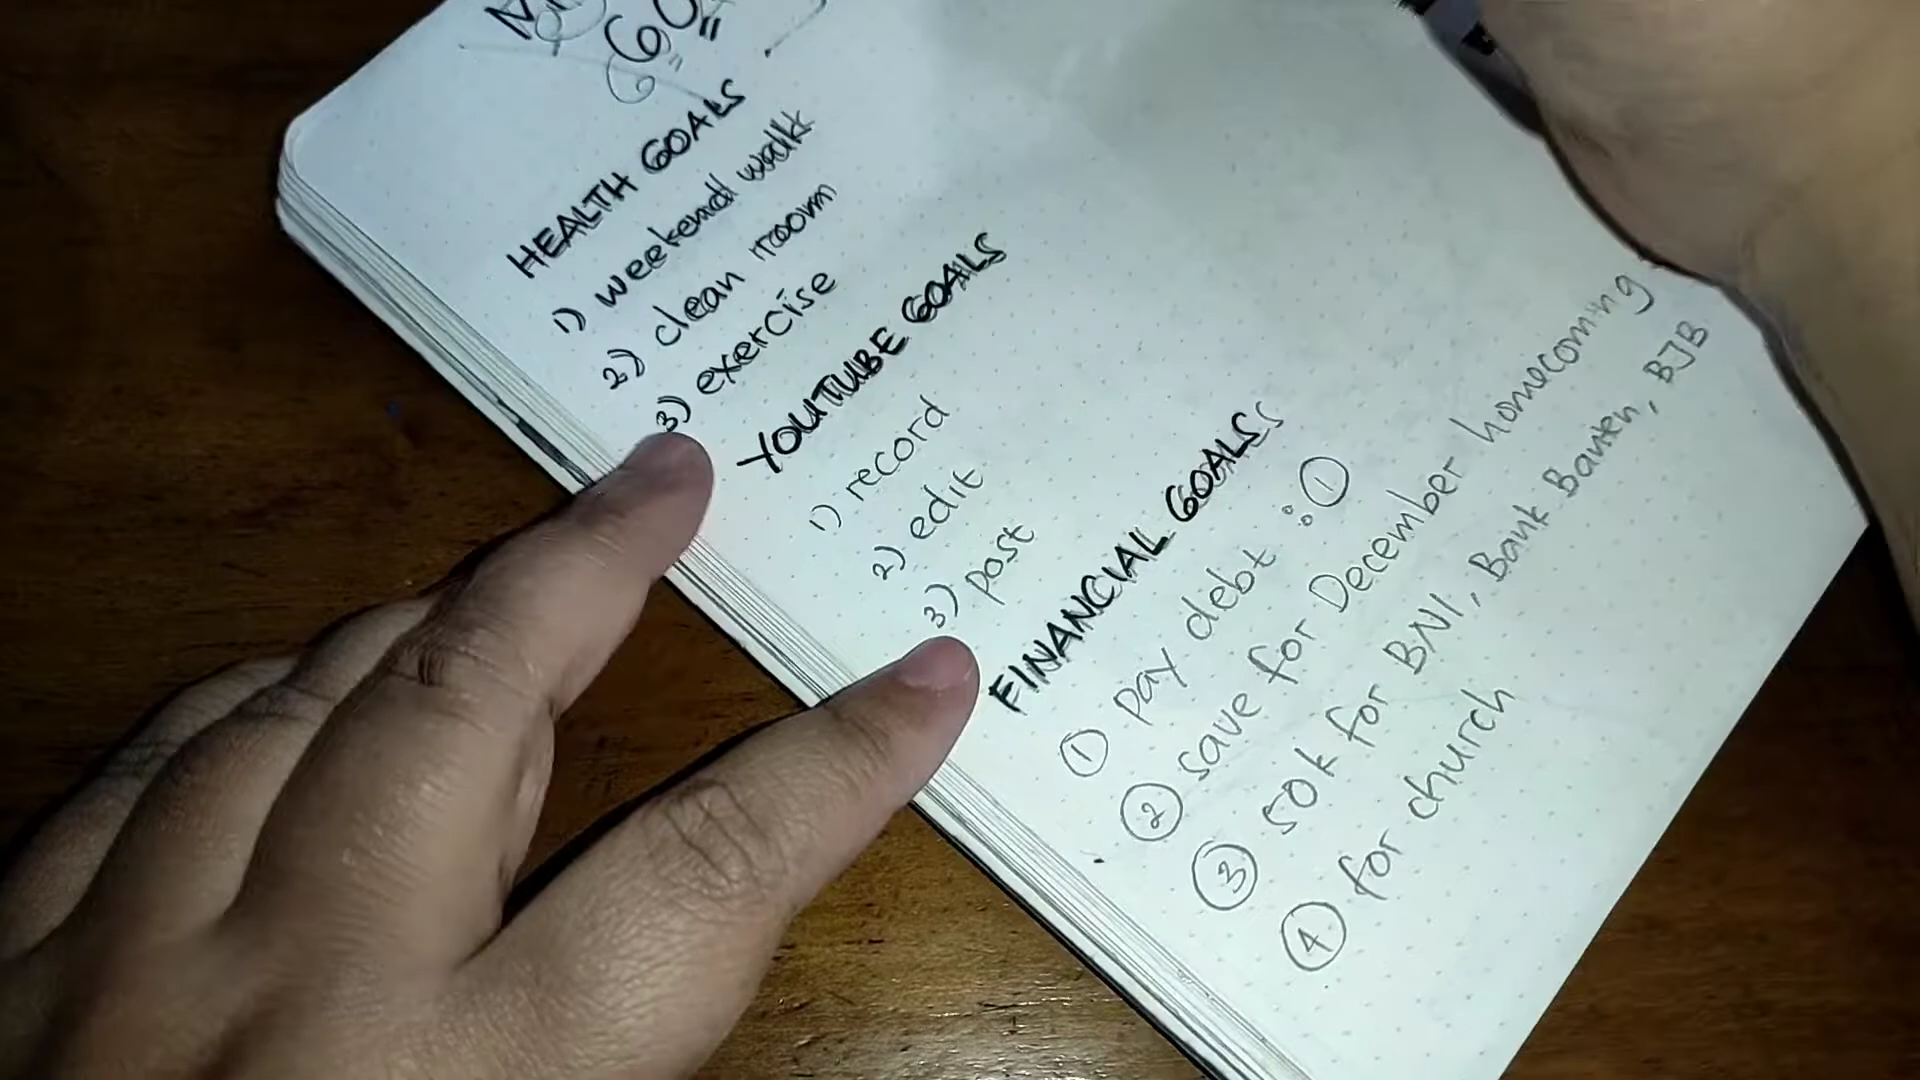 HEALTH GOALS
1) weekend walk
2) clean room
3) exercise
YOUTUBE GOALS
1) record
2) edit
3) post
FINANCIAL GOALS
① pay debt : ①
② save for December homecoming
③ 50k for BNI, Bank Banten, BJB
④ for church